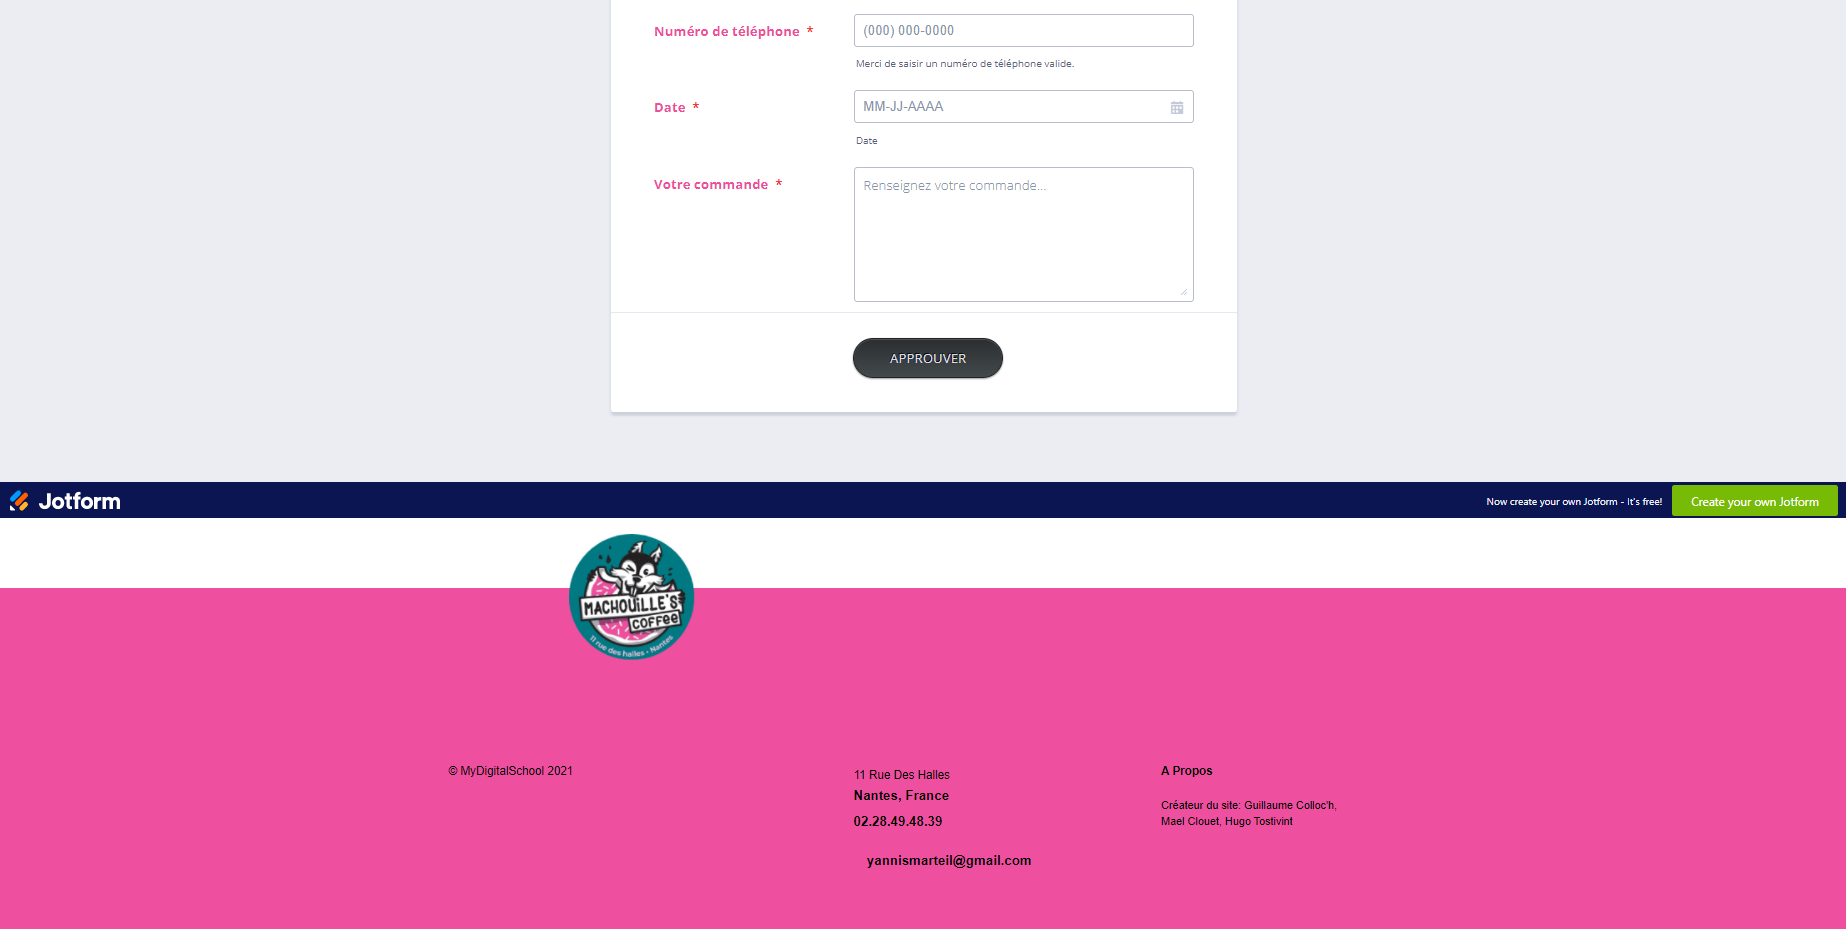 Numéro de téléphone *
(000) 000-0000
Merci de saisir un numéro de téléphone valide.
Date *
MM-JJ-AAAA
Date
Votre commande *
Renseignez votre commande...
APPROUVER
Jotform
Now create your own Jotform - It's free!
Create your own Jotform
MACHOUiLLE'S
COFFee
11 rue des halles • Nantes
© MyDigitalSchool 2021
11 Rue Des Halles
Nantes, France
02.28.49.48.39
yannismarteil@gmail.com
A Propos
Créateur du site: Guillaume Colloc'h,
Mael Clouet, Hugo Tostivint